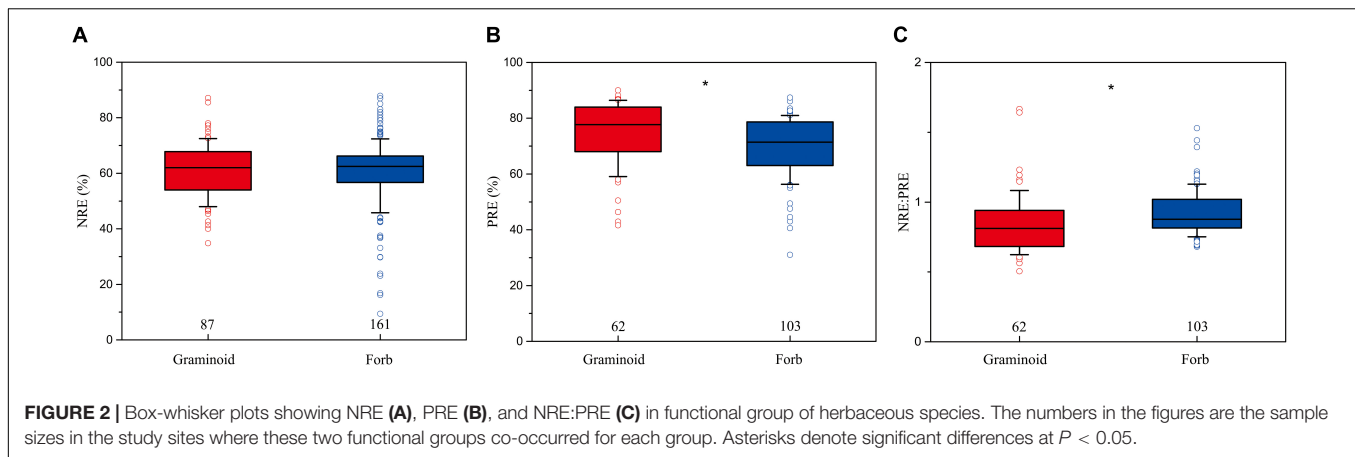 A
100
80
60
40
20
0
NRE (%)
87
161
Graminoid
Forb
B
100
80
60
40
20
0
PRE (%)
*
62
103
Graminoid
Forb
C
2
1
0
NRE:PRE
*
62
103
Graminoid
Forb
FIGURE 2 | Box-whisker plots showing NRE (A), PRE (B), and NRE:PRE (C) in functional group of herbaceous species. The numbers in the figures are the sample
sizes in the study sites where these two functional groups co-occurred for each group. Asterisks denote significant differences at P < 0.05.